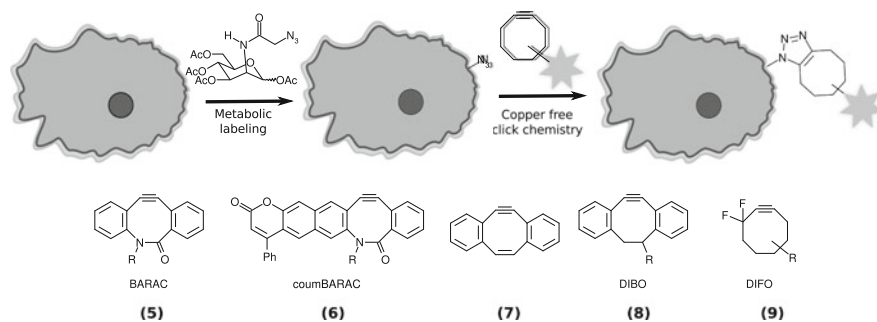 O
N₃
H-N
AcO
O
AcO
AcO
OAc
Metabolic
labeling
Copper free
click chemistry
N=N
N
N
R
O
BARAC
(5)
O
O
Ph
N
R
O
coumBARAC
(6)
(7)
R
DIBO
(8)
F
F
R
DIFO
(9)